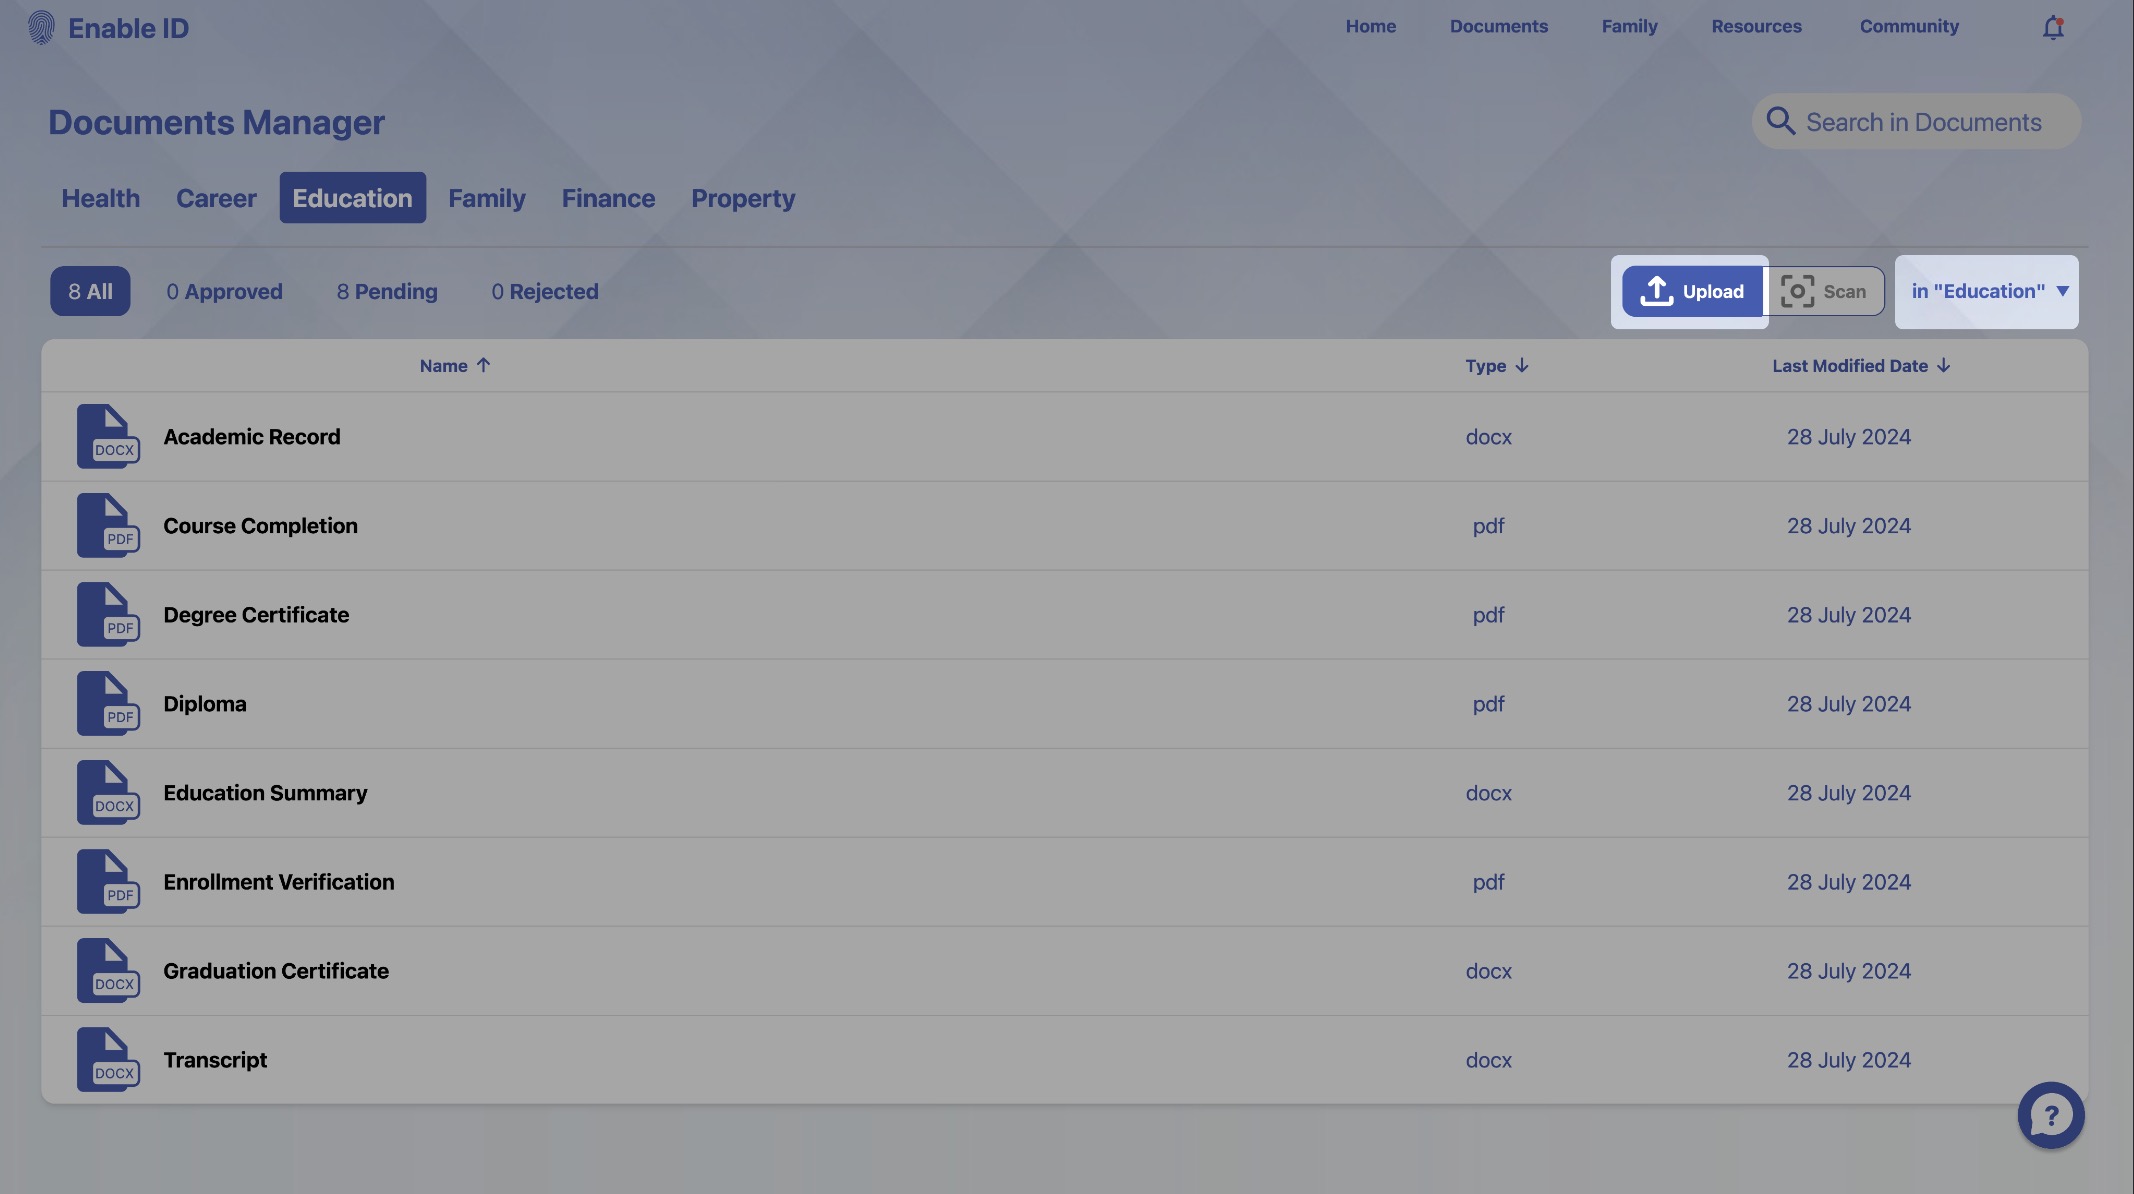 Enable ID
Home Documents Family Resources Community
Documents Manager
Search in Documents
Health Career Education Family Finance Property
8 All 0 Approved 8 Pending 0 Rejected Upload Scan in "Education" ▼
Name ↑ Type ↓ Last Modified Date ↓
DOCX Academic Record docx 28 July 2024
PDF Course Completion pdf 28 July 2024
PDF Degree Certificate pdf 28 July 2024
PDF Diploma pdf 28 July 2024
DOCX Education Summary docx 28 July 2024
PDF Enrollment Verification pdf 28 July 2024
DOCX Graduation Certificate docx 28 July 2024
DOCX Transcript docx 28 July 2024
?